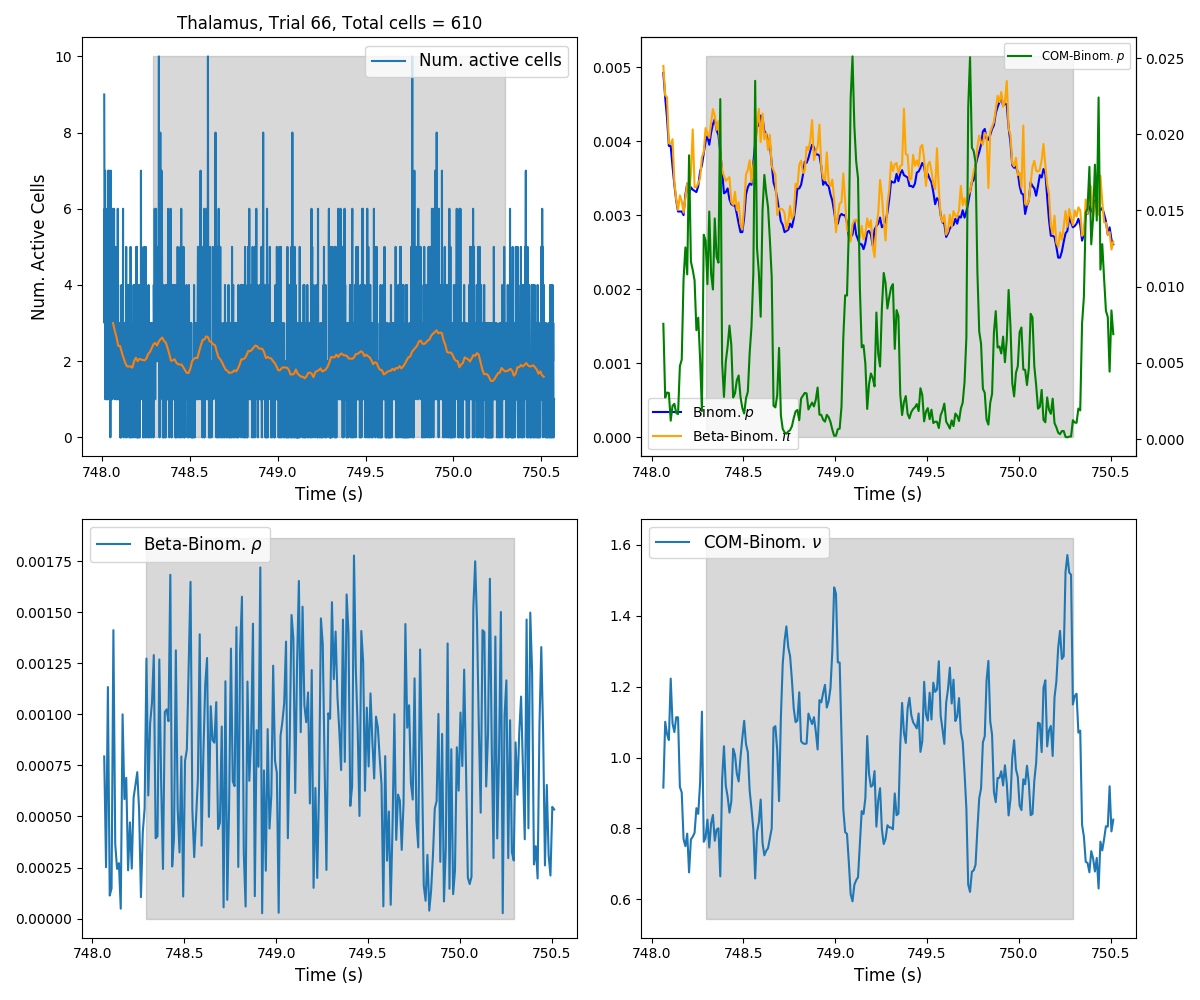 Thalamus, Trial 66, Total cells = 610
Num. active cells
Num. Active Cells
10
8
6
4
2
0
748.0 748.5 749.0 749.5 750.0 750.5
Time (s)
COM-Binom. p
Binom. p
Beta-Binom. π
0.005
0.004
0.003
0.002
0.001
0.000
0.025
0.020
0.015
0.010
0.005
0.000
748.0 748.5 749.0 749.5 750.0 750.5
Time (s)
Beta-Binom. ρ
0.00175
0.00150
0.00125
0.00100
0.00075
0.00050
0.00025
0.00000
748.0 748.5 749.0 749.5 750.0 750.5
Time (s)
COM-Binom. ν
1.6
1.4
1.2
1.0
0.8
0.6
748.0 748.5 749.0 749.5 750.0 750.5
Time (s)